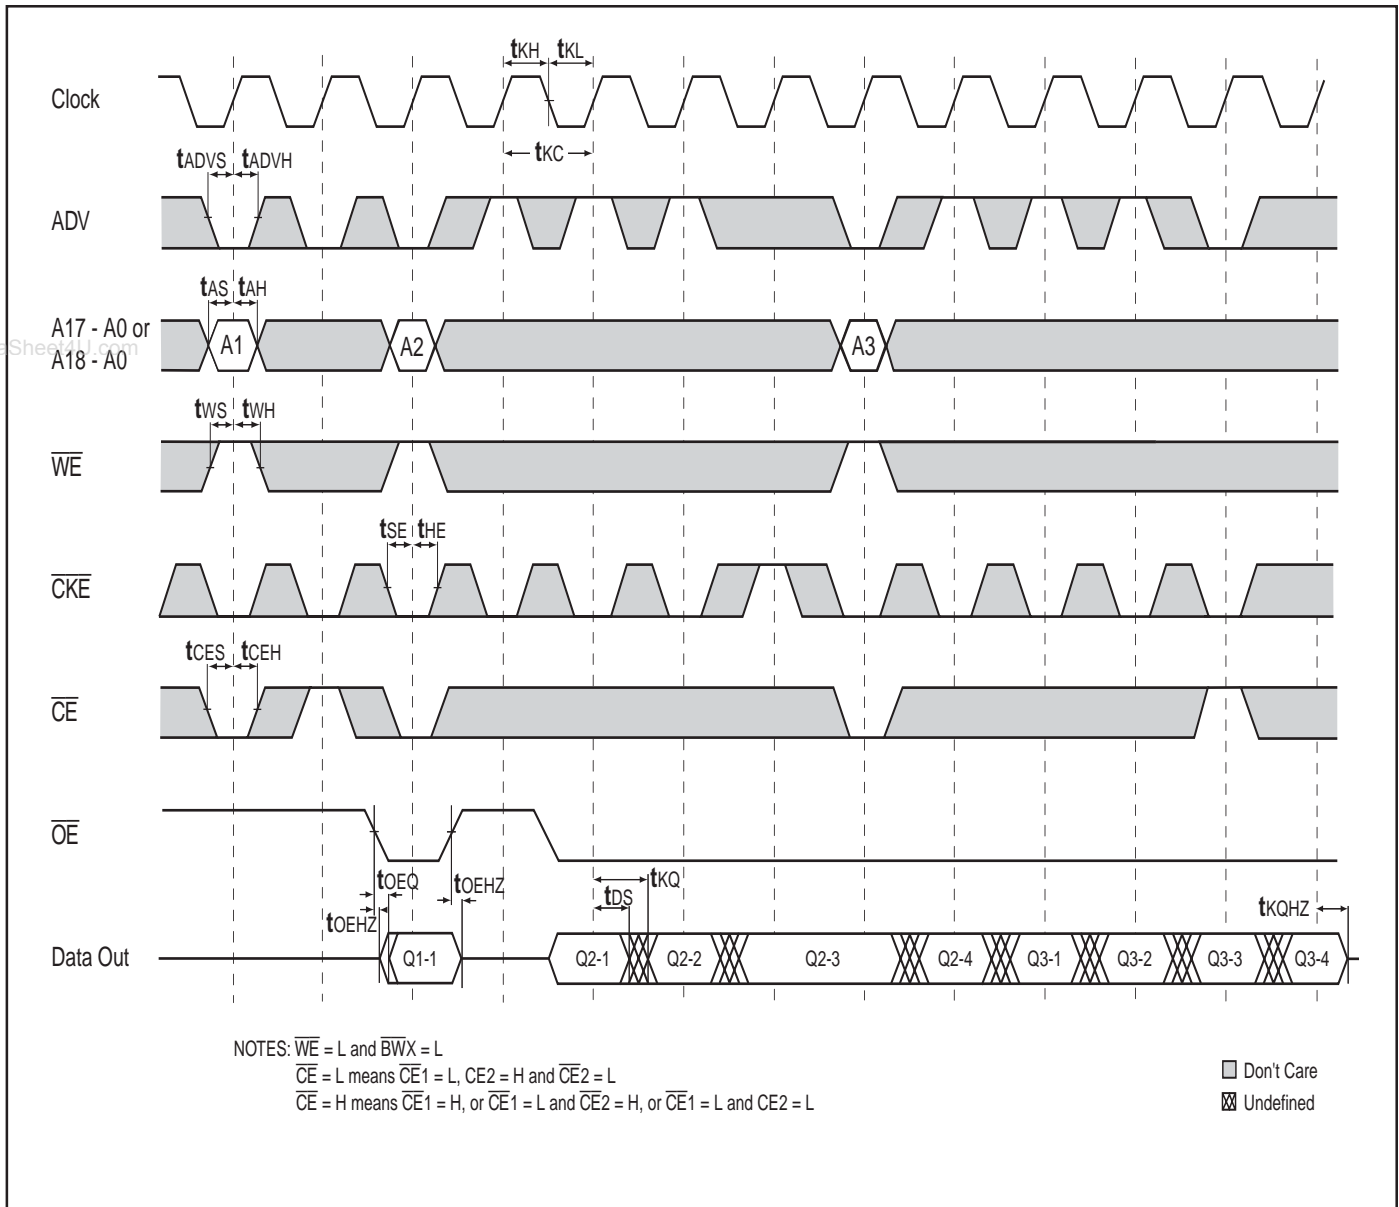 tKH tKL
Clock
tKC
tADVS tADVH
ADV
tAS tAH
A17 - A0 or
A18 - A0
A1 A2 A3
aSheet4U.com
tWS tWH
WE
tSE tHE
CKE
tCES tCEH
CE
OE
tOEQ tOEHZ tKQ
tDS
tOEHZ tKQHZ
Data Out Q1-1 Q2-1 Q2-2 Q2-3 Q2-4 Q3-1 Q3-2 Q3-3 Q3-4
NOTES: WE = L and BWX = L
CE = L means CE1 = L, CE2 = H and CE2 = L
CE = H means CE1 = H, or CE1 = L and CE2 = H, or CE1 = L and CE2 = L
Don't Care
Undefined